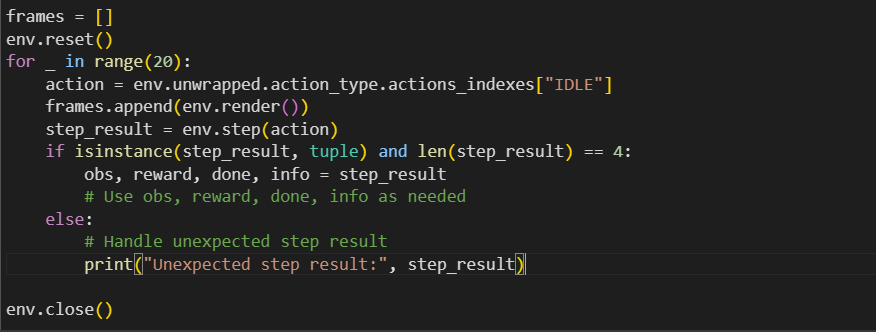 frames = []
env.reset()
for _ in range(20):
    action = env.unwrapped.action_type.actions_indexes["IDLE"]
    frames.append(env.render())
    step_result = env.step(action)
    if isinstance(step_result, tuple) and len(step_result) == 4:
        obs, reward, done, info = step_result
        # Use obs, reward, done, info as needed
    else:
        # Handle unexpected step result
        print("Unexpected step result:", step_result)

env.close()